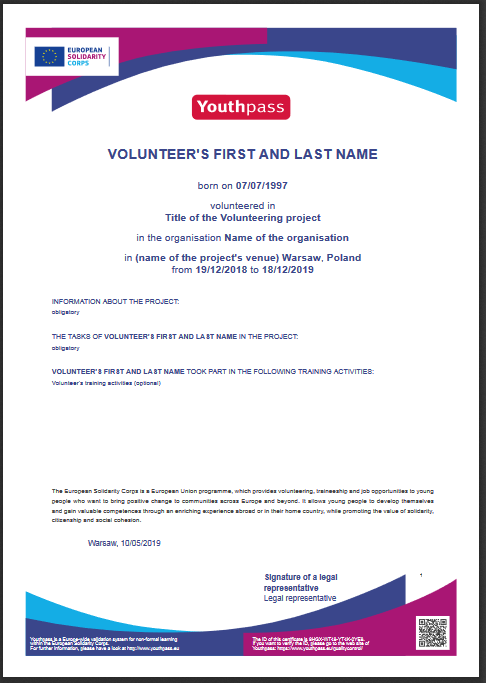 EUROPEAN
SOLIDARITY
CORPS
Youthpass
VOLUNTEER'S FIRST AND LAST NAME
born on 07/07/1997
volunteered in
Title of the Volunteering project
in the organisation Name of the organisation
in (name of the project's venue) Warsaw, Poland
from 19/12/2018 to 18/12/2019
INFORMATION ABOUT THE PROJECT:
obligatory
THE TASKS OF VOLUNTEER'S FIRST AND LAST NAME IN THE PROJECT:
obligatory
VOLUNTEER'S FIRST AND LAST NAME TOOK PART IN THE FOLLOWING TRAINING ACTIVITIES:
Volunteer's training activities (optional)
The European Solidarity Corps is a European Union programme, which provides volunteering, traineeship and job opportunities to young
people who want to bring positive change to communities across Europe and beyond. It allows young people to develop themselves
and gain valuable competences through an enriching experience abroad or in their home country, while promoting the value of solidarity,
citizenship and social cohesion.
Warsaw, 10/05/2019
Signature of a legal
representative
Legal representative
1
Youthpass is a Europe-wide validation system for non-formal learning
within the European Solidarity Corps.
For further information, please have a look at http://www.youthpass.eu
The ID of this certificate is
If you want to verify the ID, please go to the web site of
Youthpass: https://www.youthpass.eu/qualitycontrol/